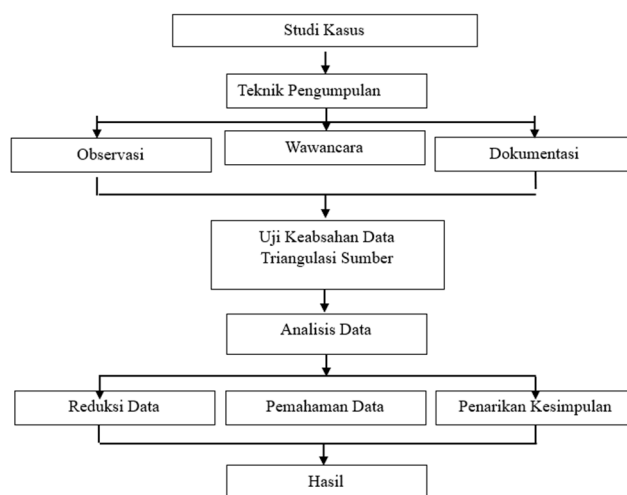 Studi Kasus
Teknik Pengumpulan
Observasi
Wawancara
Dokumentasi
Uji Keabsahan Data
Triangulasi Sumber
Analisis Data
Reduksi Data
Pemahaman Data
Penarikan Kesimpulan
Hasil